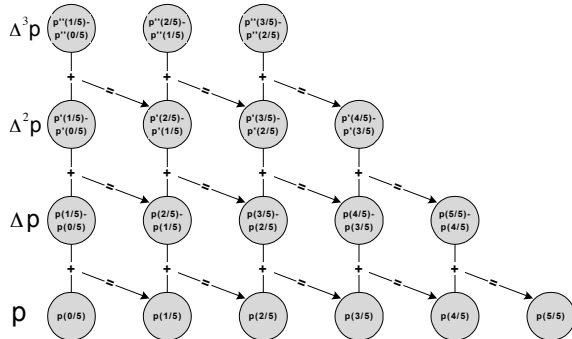 Δ³p
p''(1/5)-
p''(0/5)
p''(2/5)-
p''(1/5)
p''(3/5)-
p''(2/5)
+
=
+
=
+
=
Δ²p
p'(1/5)-
p'(0/5)
p'(2/5)-
p'(1/5)
p'(3/5)-
p'(2/5)
p'(4/5)-
p'(3/5)
+
=
+
=
+
=
+
=
Δp
p(1/5)-
p(0/5)
p(2/5)-
p(1/5)
p(3/5)-
p(2/5)
p(4/5)-
p(3/5)
p(5/5)-
p(4/5)
+
=
+
=
+
=
+
=
+
=
p
p(0/5)
p(1/5)
p(2/5)
p(3/5)
p(4/5)
p(5/5)